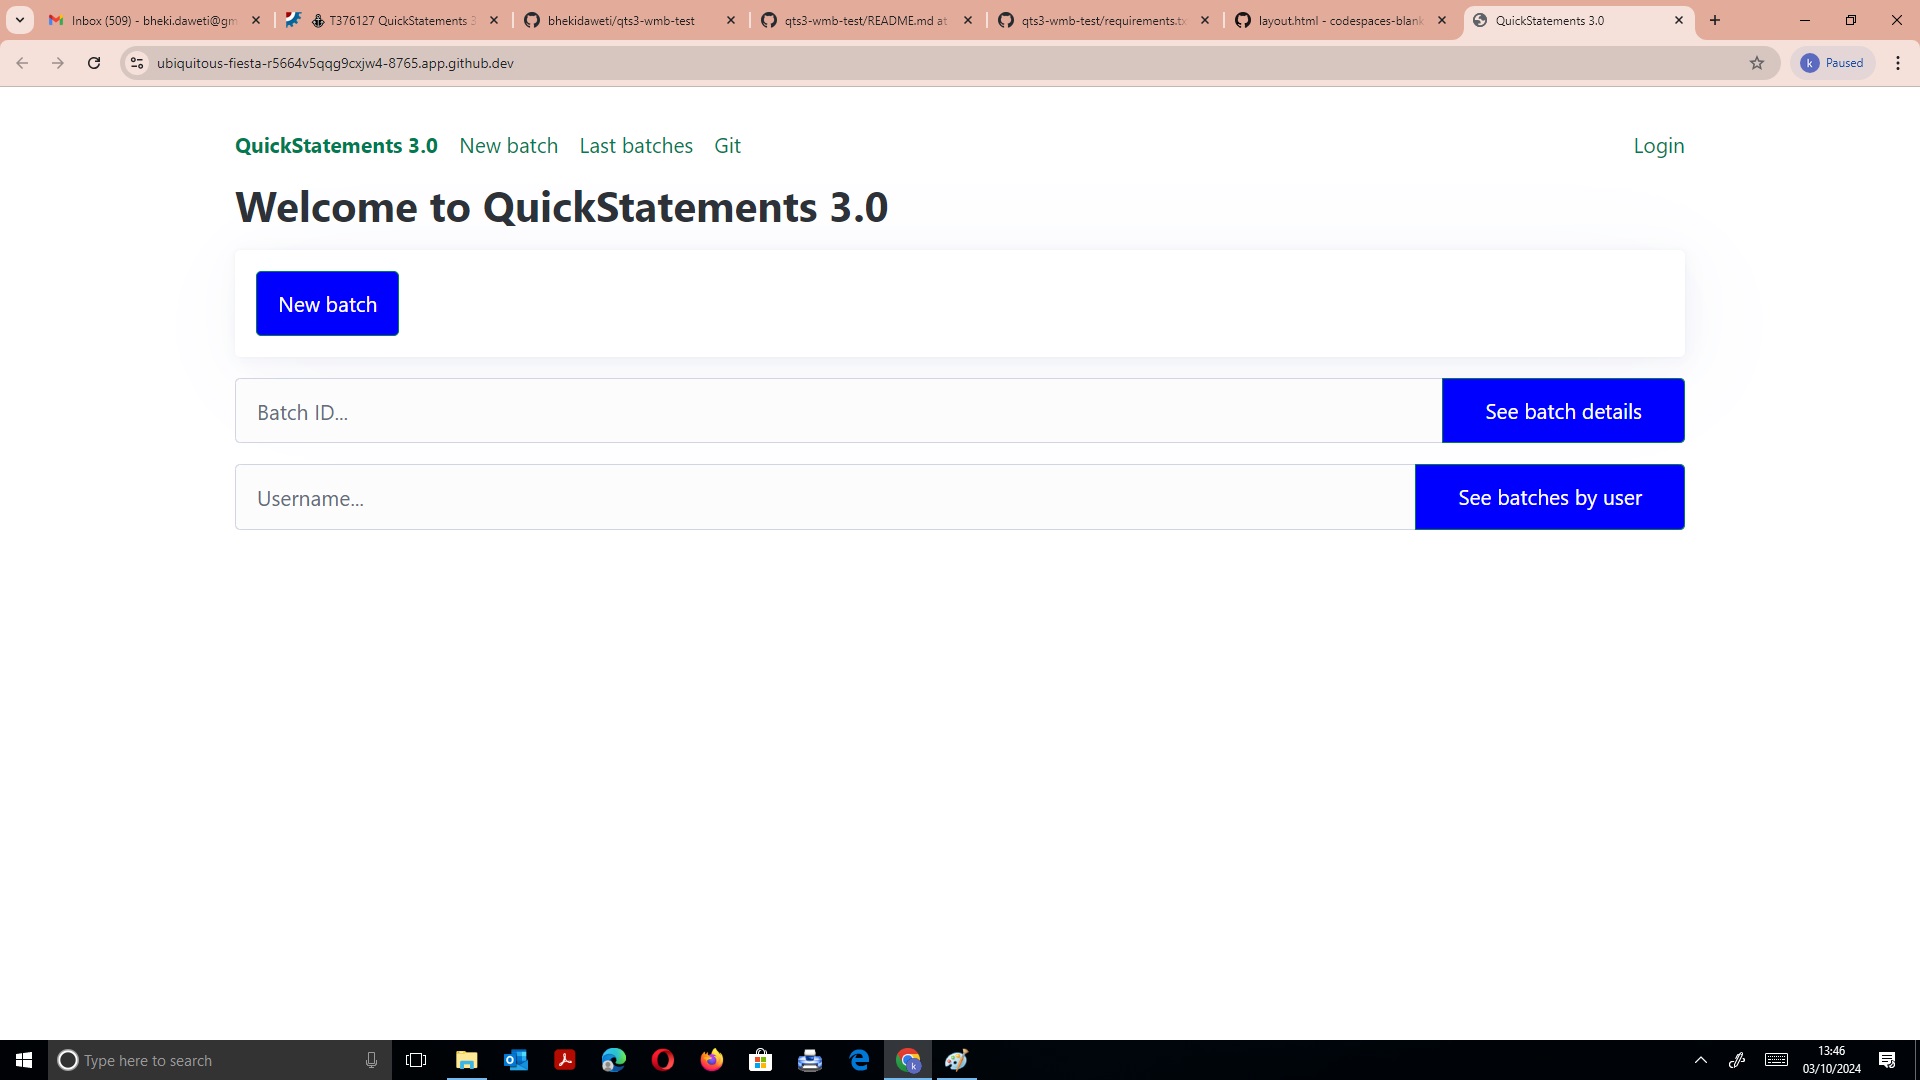 Inbox (509) - bheki.daweti@gm
T376127 QuickStatements 3
bhekidaweti/qts3-wmb-test
qts3-wmb-test/README.md at
qts3-wmb-test/requirements.tx
layout.html - codespaces-blank
QuickStatements 3.0
ubiquitous-fiesta-r5664v5qqg9cxjw4-8765.app.github.dev
k Paused
QuickStatements 3.0 New batch Last batches Git Login
Welcome to QuickStatements 3.0
New batch
Batch ID... See batch details
Username... See batches by user
Type here to search
13:46
03/10/2024